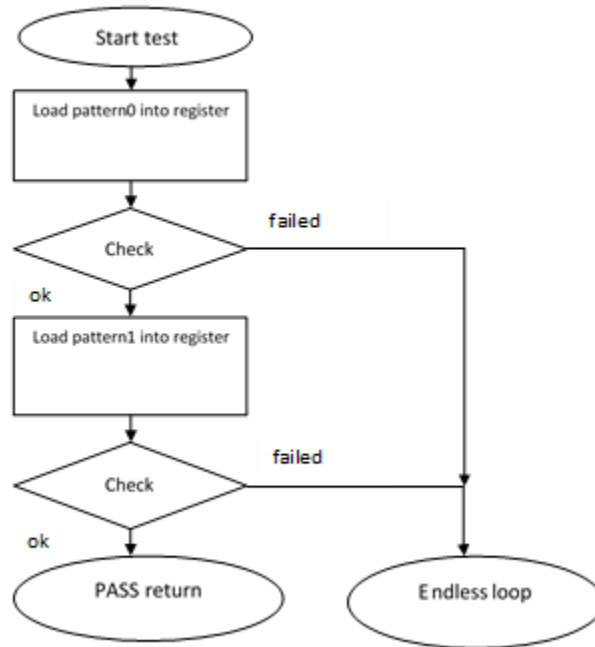 Start test
Load pattern0 into register
failed
Check
ok
Load pattern1 into register
failed
Check
ok
PASS return
Endless loop